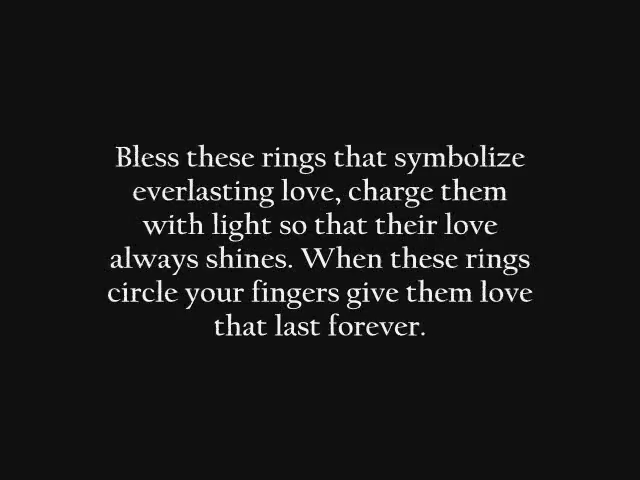 Bless these rings that symbolize
everlasting love, charge them
with light so that their love
always shines. When these rings
circle your fingers give them love
that last forever.